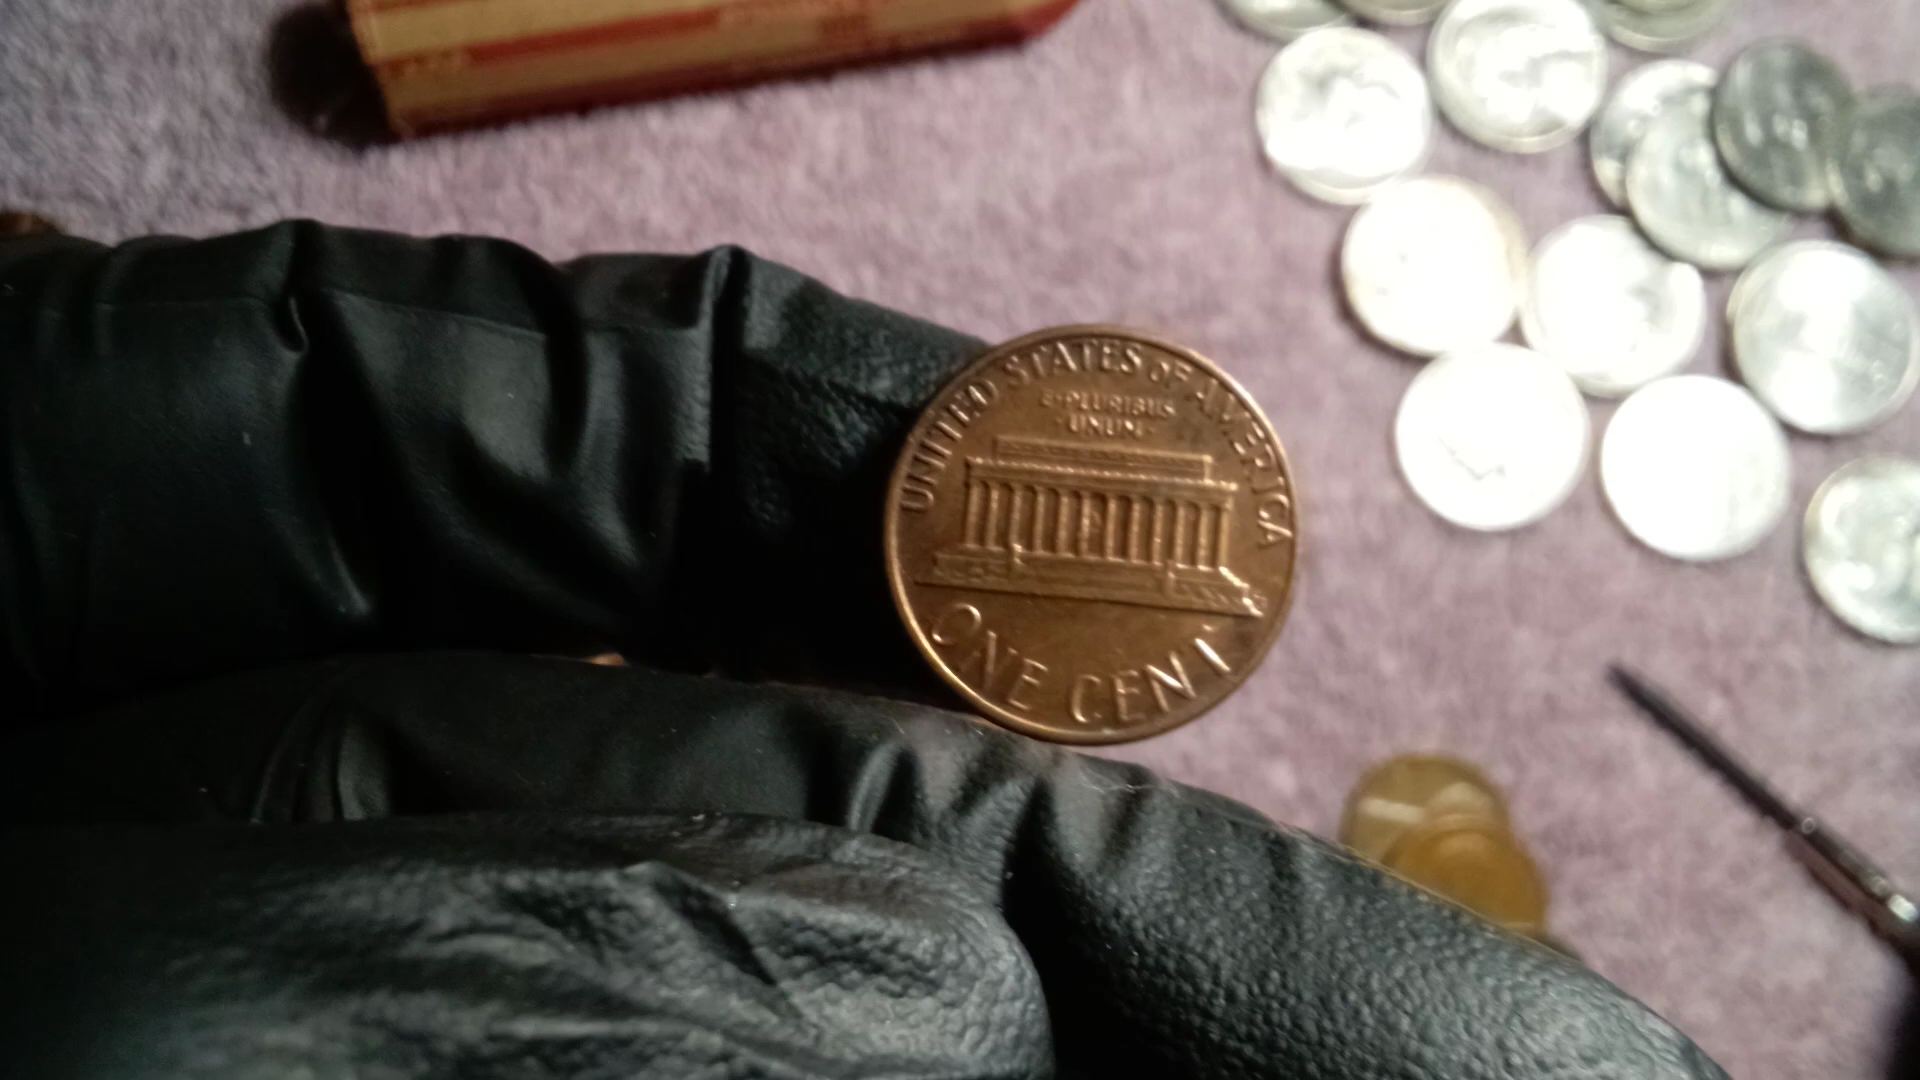 UNITED STATES OF AMERICA
E·PLURIBUS
·UNUM·
ONE CENT